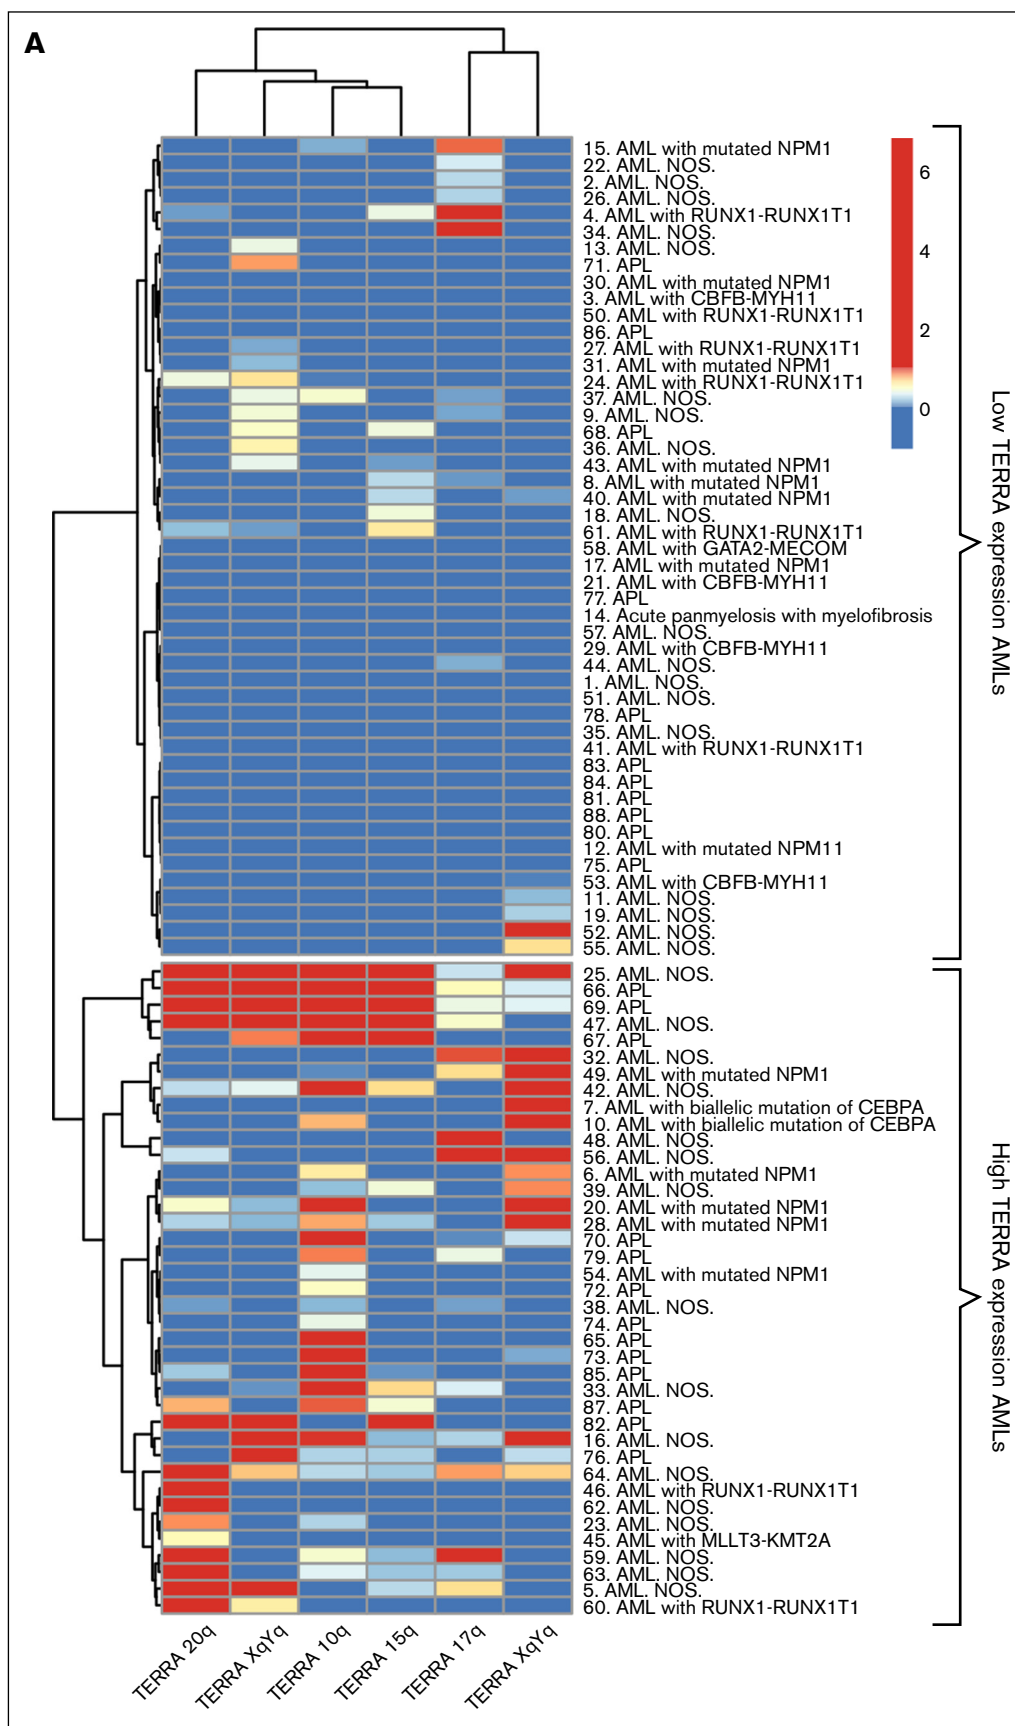 A
15. AML with mutated NPM1
22. AML. NOS.
2. AML. NOS.
26. AML. NOS.
4. AML with RUNX1-RUNX1T1
34. AML. NOS.
13. AML. NOS.
71. APL
30. AML with mutated NPM1
3. AML with CBFB-MYH11
50. AML with RUNX1-RUNX1T1
86. APL
27. AML with RUNX1-RUNX1T1
31. AML with mutated NPM1
24. AML with RUNX1-RUNX1T1
37. AML. NOS.
9. AML. NOS.
68. APL
36. AML. NOS.
43. AML with mutated NPM1
8. AML with mutated NPM1
40. AML with mutated NPM1
18. AML. NOS.
61. AML with RUNX1-RUNX1T1
58. AML with GATA2-MECOM
17. AML with mutated NPM1
21. AML with CBFB-MYH11
77. APL
14. Acute panmyelosis with myelofibrosis
57. AML. NOS.
29. AML with CBFB-MYH11
44. AML. NOS.
1. AML. NOS.
51. AML. NOS.
78. APL
35. AML. NOS.
41. AML with RUNX1-RUNX1T1
83. APL
84. APL
81. APL
88. APL
80. APL
12. AML with mutated NPM11
75. APL
53. AML with CBFB-MYH11
11. AML. NOS.
19. AML. NOS.
52. AML. NOS.
55. AML. NOS.
25. AML. NOS.
66. APL
69. APL
47. AML. NOS.
67. APL
32. AML. NOS.
49. AML with mutated NPM1
42. AML. NOS.
7. AML with biallelic mutation of CEBPA
10. AML with biallelic mutation of CEBPA
48. AML. NOS.
56. AML. NOS.
6. AML with mutated NPM1
39. AML. NOS.
20. AML with mutated NPM1
28. AML with mutated NPM1
70. APL
79. APL
54. AML with mutated NPM1
72. APL
38. AML. NOS.
74. APL
65. APL
73. APL
85. APL
33. AML. NOS.
87. APL
82. APL
16. AML. NOS.
76. APL
64. AML. NOS.
46. AML with RUNX1-RUNX1T1
62. AML. NOS.
23. AML. NOS.
45. AML with MLLT3-KMT2A
59. AML. NOS.
63. AML. NOS.
5. AML. NOS.
60. AML with RUNX1-RUNX1T1
6
4
2
0
Low TERRA expression AMLs
High TERRA expression AMLs
TERRA 20q
TERRA XqYq
TERRA 10q
TERRA 15q
TERRA 17q
TERRA XqYq